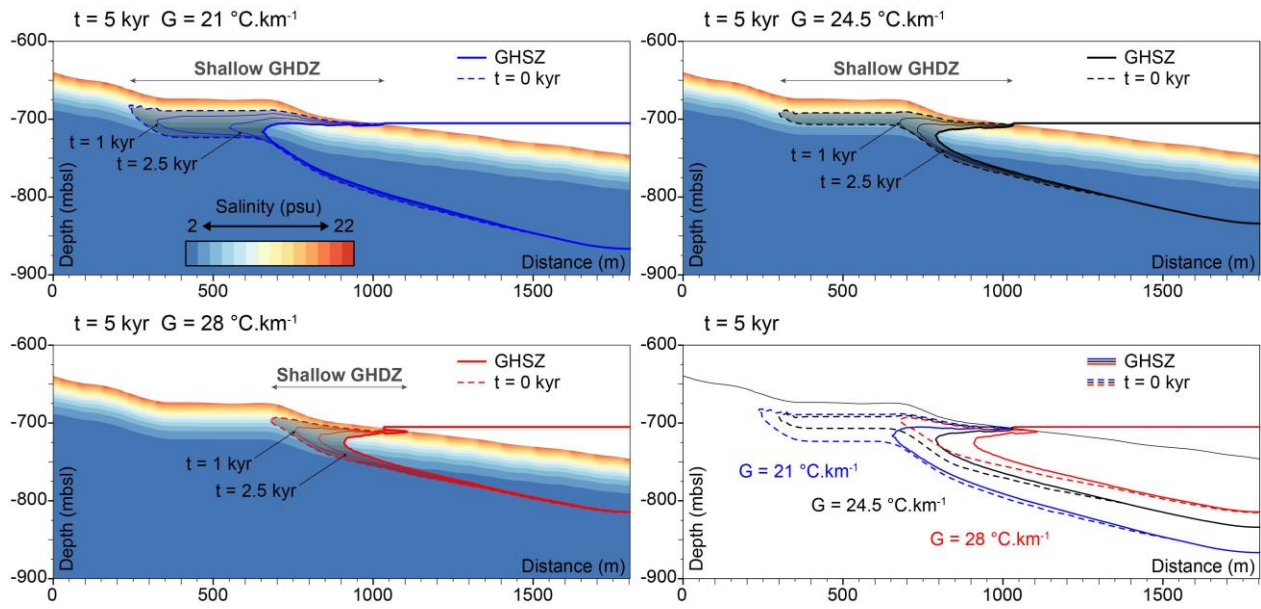 t = 5 kyr G = 21 °C.km⁻¹
-600
-700
-800
-900
Depth (mbsl)
Shallow GHDZ
GHSZ
t = 0 kyr
t = 1 kyr
t = 2.5 kyr
Salinity (psu)
2 22
Distance (m)
0 500 1000 1500
t = 5 kyr G = 24.5 °C.km⁻¹
-600
-700
-800
-900
Depth (mbsl)
Shallow GHDZ
GHSZ
t = 0 kyr
t = 1 kyr
t = 2.5 kyr
Distance (m)
0 500 1000 1500
t = 5 kyr G = 28 °C.km⁻¹
-600
-700
-800
-900
Depth (mbsl)
Shallow GHDZ
GHSZ
t = 0 kyr
t = 1 kyr
t = 2.5 kyr
Distance (m)
0 500 1000 1500
t = 5 kyr
-600
-700
-800
-900
Depth (mbsl)
GHSZ
t = 0 kyr
G = 21 °C.km⁻¹
G = 24.5 °C.km⁻¹
G = 28 °C.km⁻¹
Distance (m)
0 500 1000 1500